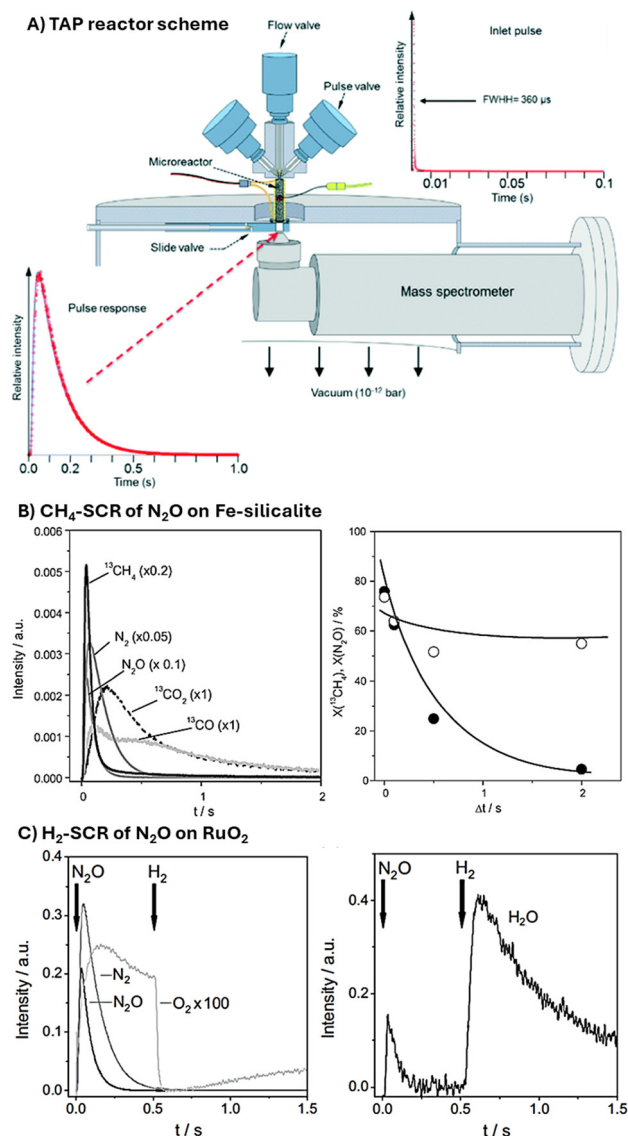 A) TAP reactor scheme
Flow valve
Pulse valve
Microreactor
Slide valve
Mass spectrometer
Vacuum (10⁻¹² bar)
Relative intensity
Inlet pulse
FWHH= 360 µs
0.01 0.05 0.1
Time (s)
Relative intensity
Pulse response
0.0 0.2 0.5 1.0
Time (s)
B) CH₄-SCR of N₂O on Fe-silicalite
Intensity / a.u.
0.006
0.005
0.004
0.003
0.002
0.001
0.000
¹³CH₄ (x0.2)
N₂ (x0.05)
N₂O (x 0.1)
¹³CO₂ (x1)
¹³CO (x1)
0 1 2
t / s
X(¹³CH₄), X(N₂O) / %
100
80
60
40
20
0
0 1 2
Δt / s
C) H₂-SCR of N₂O on RuO₂
Intensity / a.u.
0.4
0.3
0.2
0.1
0.0
N₂O
H₂
N₂
N₂O
O₂x100
0.0 0.5 1.0 1.5
t / s
Intensity / a.u.
0.4
0.2
0.0
N₂O
H₂
H₂O
0.0 0.5 1.0 1.5
t / s